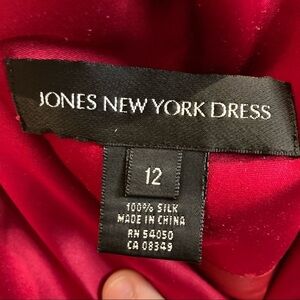 JONES NEW YORK DRESS
12
100% SILK
MADE IN CHINA
RN 54050
CA 08349